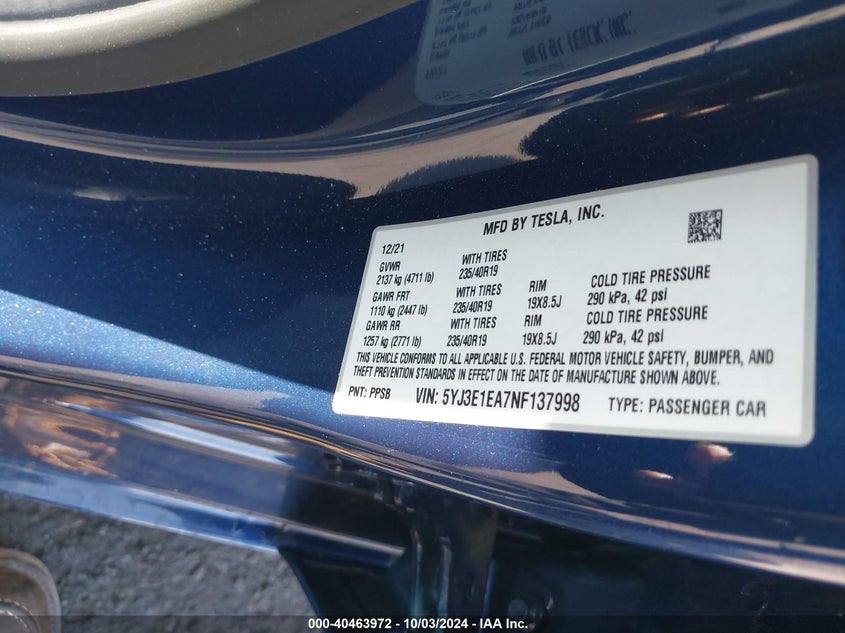 MFD BY TESLA, INC.
12/21
GVWR WITH TIRES
2137 kg (4711 lb) 235/40R19
GAWR FRT WITH TIRES RIM COLD TIRE PRESSURE
1110 kg (2447 lb) 235/40R19 19X8.5J 290 kPa, 42 psi
GAWR RR WITH TIRES RIM COLD TIRE PRESSURE
1257 kg (2771 lb) 235/40R19 19X8.5J 290 kPa, 42 psi
THIS VEHICLE CONFORMS TO ALL APPLICABLE U.S. FEDERAL MOTOR VEHICLE SAFETY, BUMPER, AND
THEFT PREVENTION STANDARDS IN EFFECT ON THE DATE OF MANUFACTURE SHOWN ABOVE.
PNT: PPSB VIN: 5YJ3E1EA7NF137998 TYPE: PASSENGER CAR
000-40463972 - 10/03/2024 - IAA Inc.